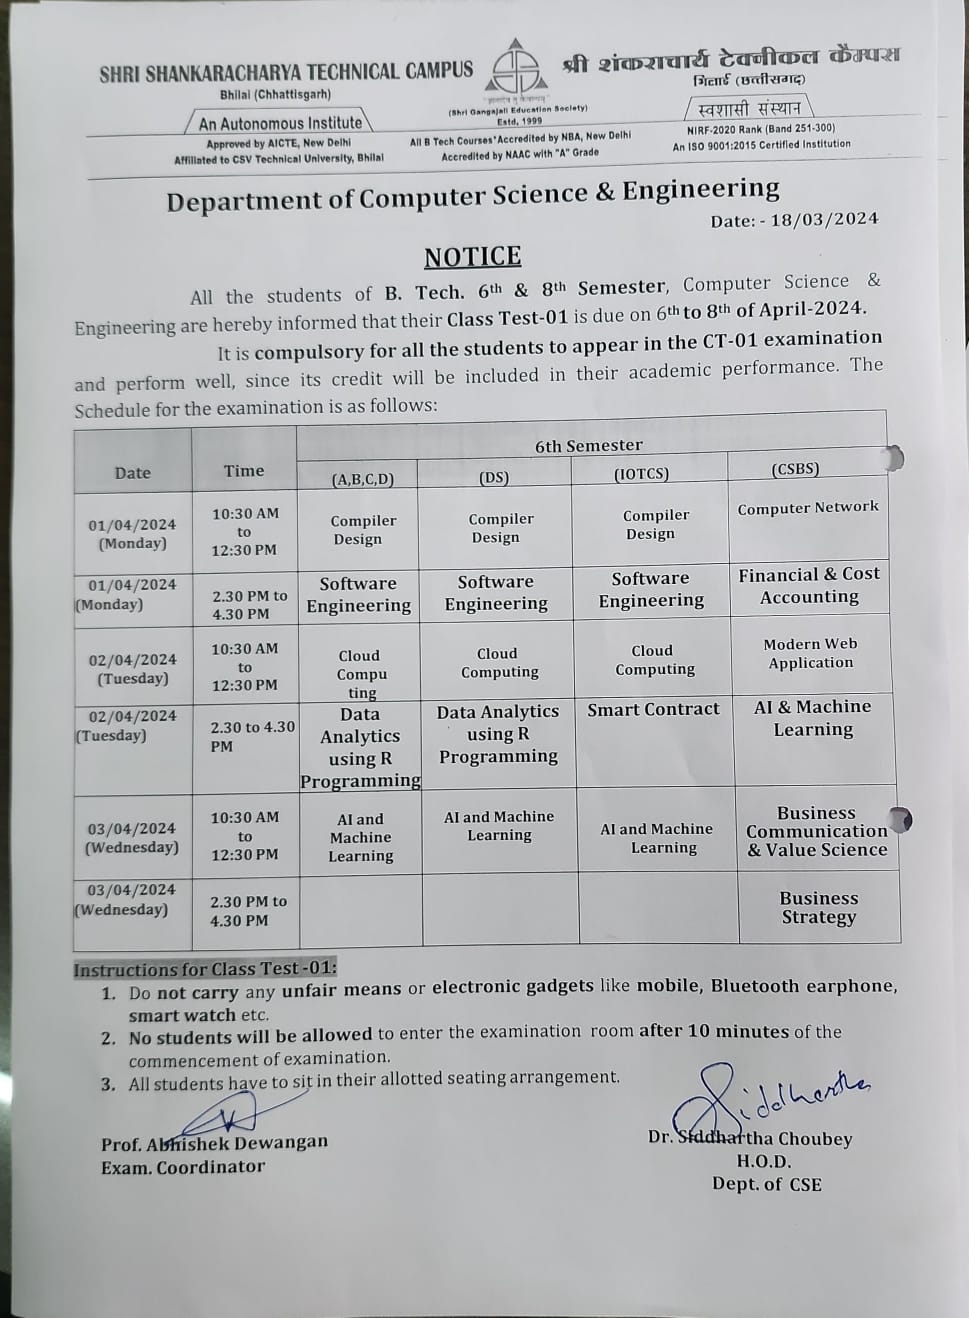 SHRI SHANKARACHARYA TECHNICAL CAMPUS
Bhilai (Chhattisgarh)
An Autonomous Institute
Approved by AICTE, New Delhi
Affiliated to CSV Technical University, Bhilai
(Shri Gangajali Education Society)
Estd, 1999
All B Tech Courses Accredited by NBA, New Delhi
Accredited by NAAC with "A" Grade
श्री शंकराचार्य टेक्नीकल कैम्पस
भिलाई (छत्तीसगढ़)
स्वशासी संस्थान
NIRF-2020 Rank (Band 251-300)
An ISO 9001:2015 Certified Institution
Department of Computer Science & Engineering
Date: - 18/03/2024
NOTICE
All the students of B. Tech. 6th & 8th Semester, Computer Science &
Engineering are hereby informed that their Class Test-01 is due on 6th to 8th of April-2024.
It is compulsory for all the students to appear in the CT-01 examination
and perform well, since its credit will be included in their academic performance. The
Schedule for the examination is as follows:
Date Time 6th Semester
(A,B,C,D) (DS) (IOTCS) (CSBS)
01/04/2024 (Monday) 10:30 AM to 12:30 PM Compiler Design Compiler Design Compiler Design Computer Network
01/04/2024 (Monday) 2.30 PM to 4.30 PM Software Engineering Software Engineering Software Engineering Financial & Cost Accounting
02/04/2024 (Tuesday) 10:30 AM to 12:30 PM Cloud Compu ting Cloud Computing Cloud Computing Modern Web Application
02/04/2024 (Tuesday) 2.30 to 4.30 PM Data Analytics using R Programming Data Analytics using R Programming Smart Contract AI & Machine Learning
03/04/2024 (Wednesday) 10:30 AM to 12:30 PM AI and Machine Learning AI and Machine Learning AI and Machine Learning Business Communication & Value Science
03/04/2024 (Wednesday) 2.30 PM to 4.30 PM Business Strategy
Instructions for Class Test -01:
1. Do not carry any unfair means or electronic gadgets like mobile, Bluetooth earphone,
smart watch etc.
2. No students will be allowed to enter the examination room after 10 minutes of the
commencement of examination.
3. All students have to sit in their allotted seating arrangement.
Siddhartha
Prof. Abhishek Dewangan
Exam. Coordinator
Dr. Siddhartha Choubey
H.O.D.
Dept. of CSE